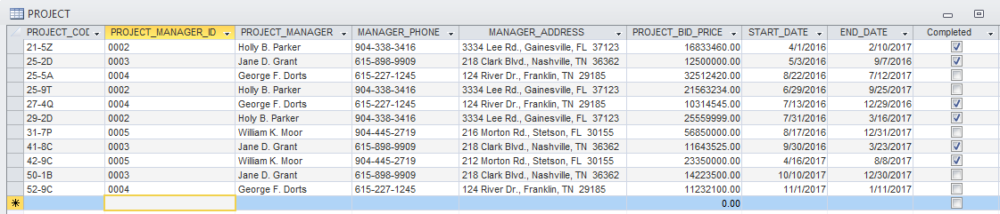 PROJECT
PROJECT_COD PROJECT_MANAGER_ID PROJECT_MANAGER MANAGER_PHONE MANAGER_ADDRESS PROJECT_BID_PRICE START_DATE END_DATE Completed
21-5Z 0002 Holly B. Parker 904-338-3416 3334 Lee Rd., Gainesville, FL 37123 16833460.00 4/1/2016 2/10/2017
25-2D 0003 Jane D. Grant 615-898-9909 218 Clark Blvd., Nashville, TN 36362 12500000.00 5/3/2016 9/7/2016
25-5A 0004 George F. Dorts 615-227-1245 124 River Dr., Franklin, TN 29185 32512420.00 8/22/2016 7/12/2017
25-9T 0002 Holly B. Parker 904-338-3416 3334 Lee Rd., Gainesville, FL 37123 21563234.00 6/29/2016 9/25/2017
27-4Q 0004 George F. Dorts 615-227-1245 124 River Dr., Franklin, TN 29185 10314545.00 7/13/2016 12/29/2016
29-2D 0002 Holy B. Parker 904-338-3416 3334 Lee Rd., Gainesville, FL 37123 25559999.00 7/31/2016 3/16/2017
31-7P 0005 William K. Moor 904-445-2719 216 Morton Rd., Stetson, FL 30155 56850000.00 8/17/2016 12/31/2017
41-8C 0003 Jane D. Grant 615-898-9909 218 Clark Blvd., Nashville, TN 36362 11643525.00 9/30/2016 3/23/2017
42-9C 0005 William K. Moor 904-445-2719 212 Morton Rd., Stetson, FL 30155 23350000.00 4/16/2017 8/8/2017
50-1B 0003 Jane D. Grant 615-898-9909 218 Clark Blvd., Nashville, TN 36362 14223500.00 10/10/2017 12/30/2017
52-9C 0004 George F. Dorts 615-227-1245 124 River Dr., Franklin, TN 29185 11232100.00 11/1/2017 1/11/2017
0.00